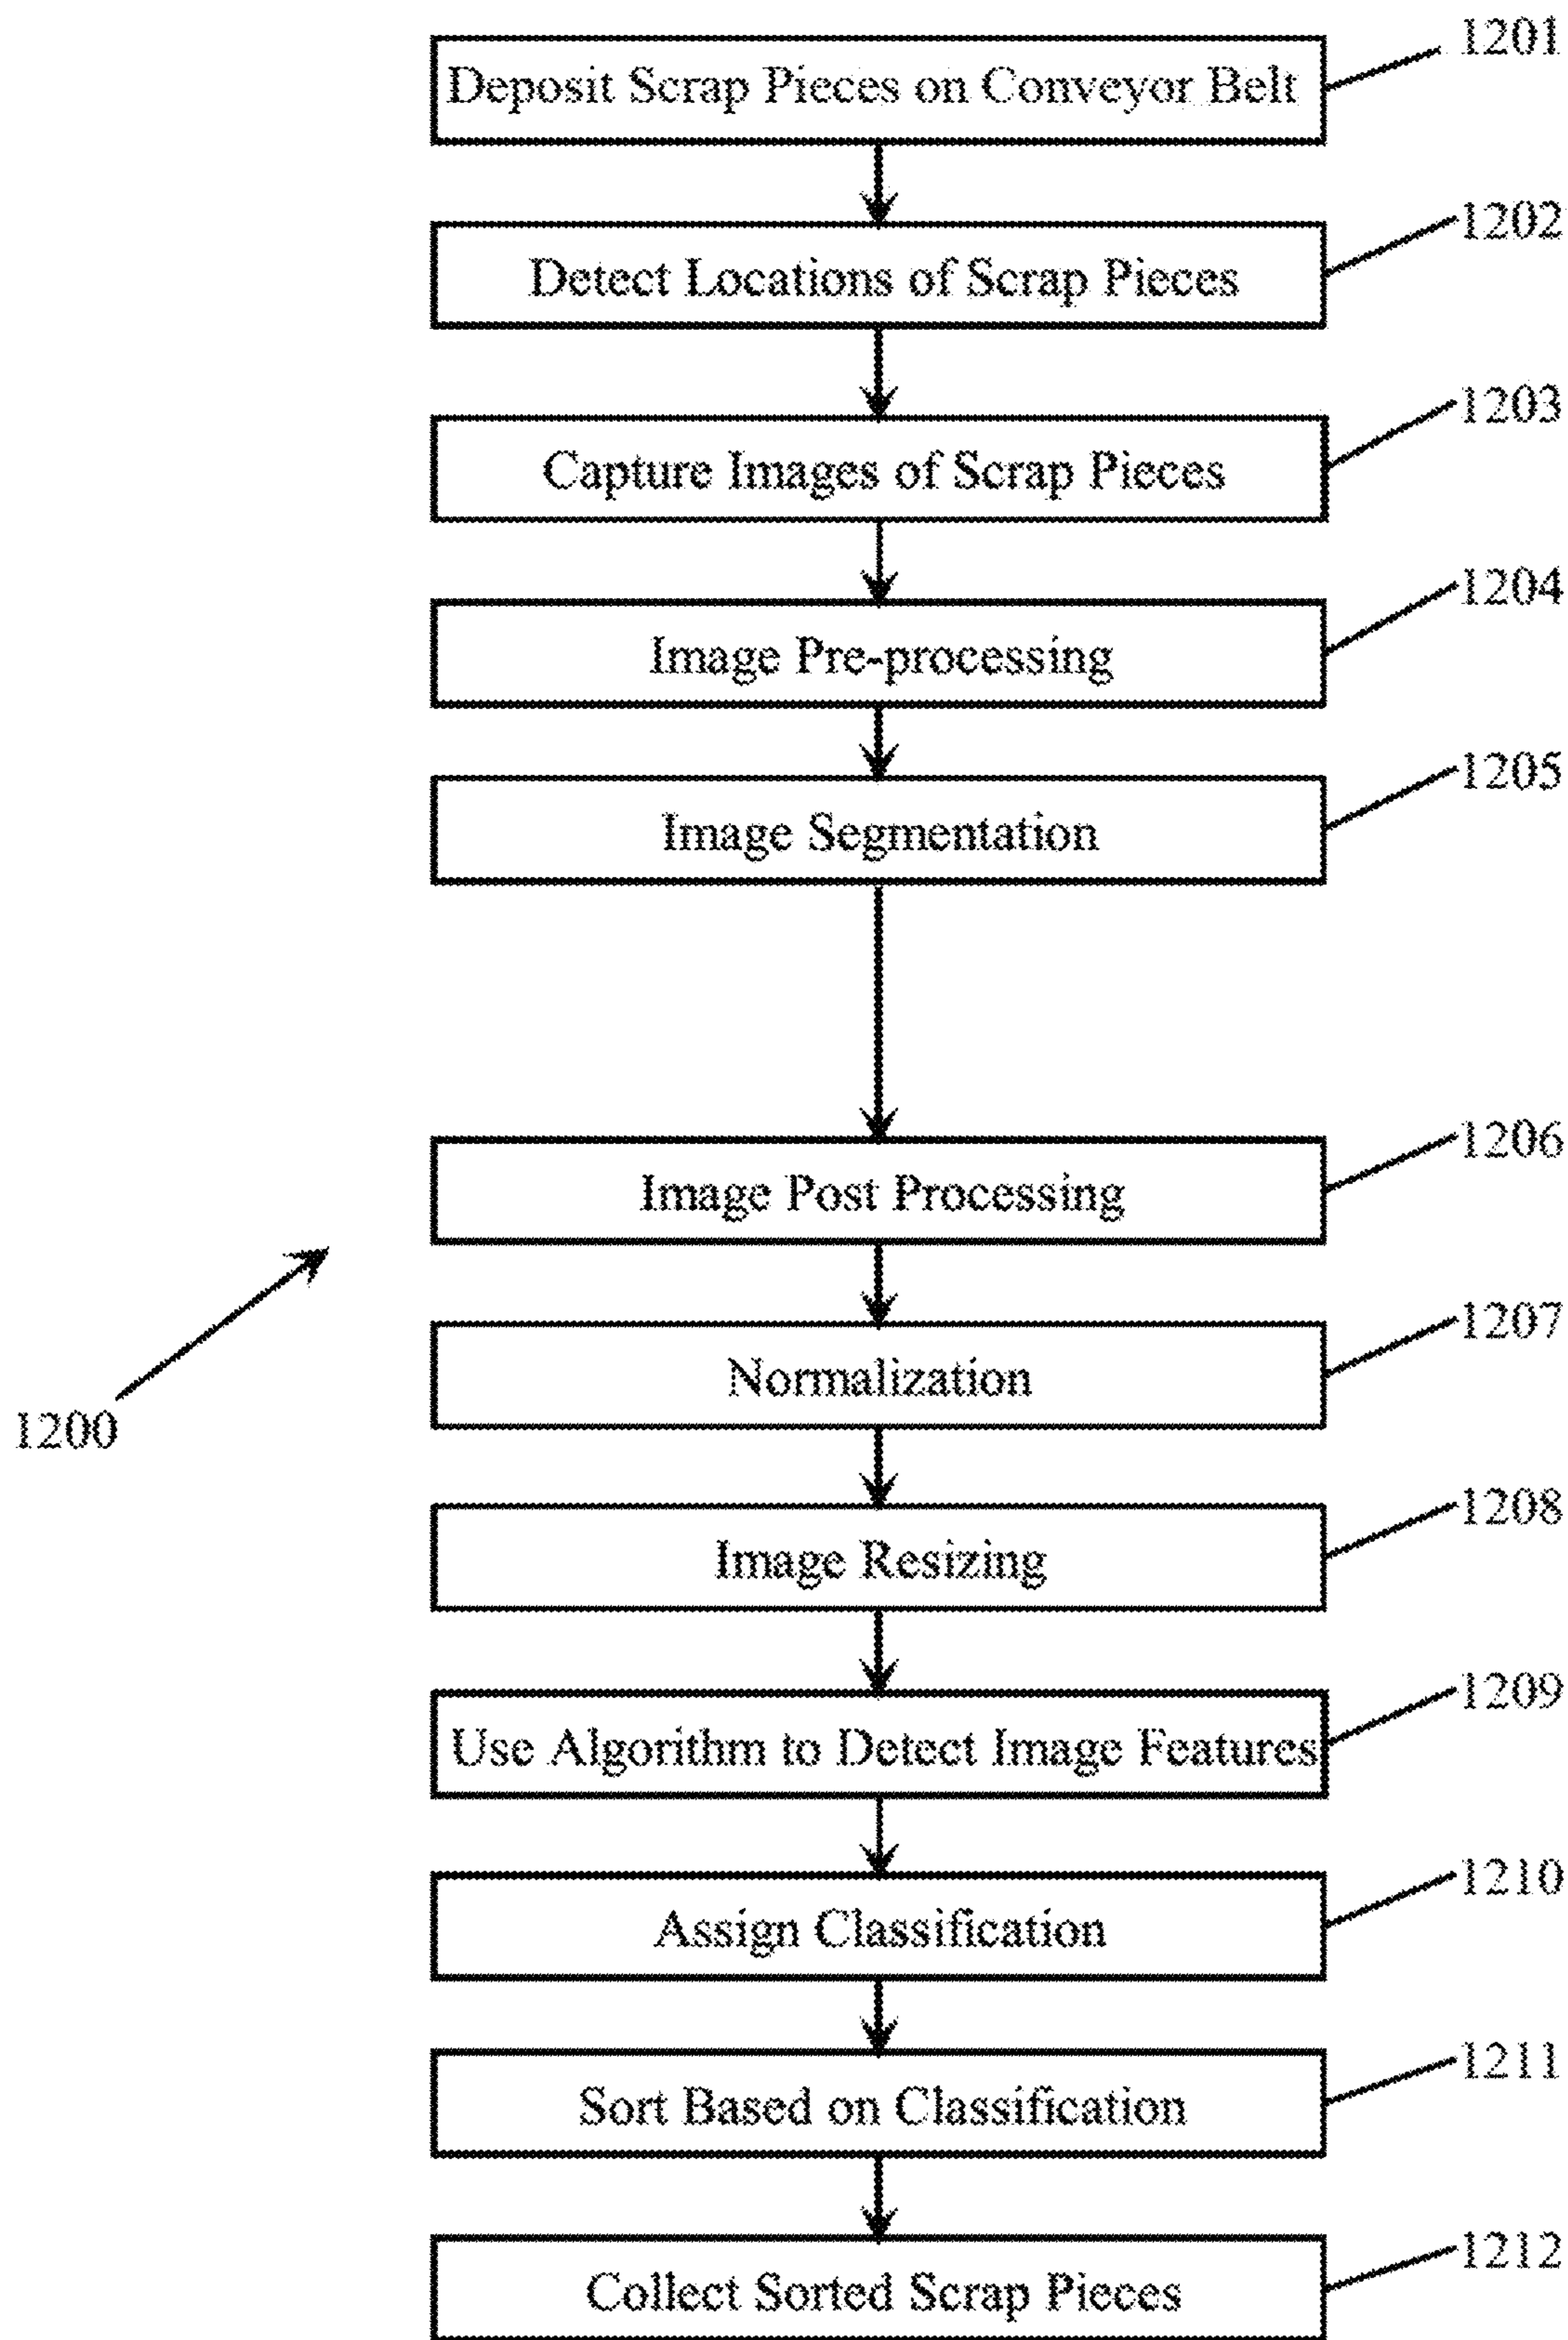 1201
Deposit Scrap Pieces on Conveyor Belt
1202
Detect Locations of Scrap Pieces
1203
Capture Images of Scrap Pieces
1204
Image Pre-processing
1205
Image Segmentation
1206
Image Post Processing
1207
Normalization
1200
1208
Image Resizing
1209
Use Algorithm to Detect Image Features
1210
Assign Classification
1211
Sort Based on Classification
1212
Collect Sorted Scrap Pieces